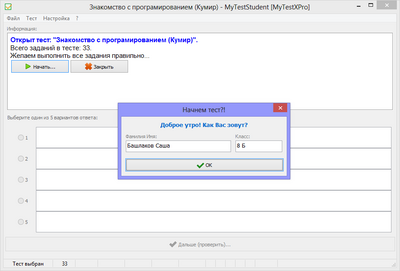 Знакомство с програмированием (Кумир) - MyTestStudent [MyTestXPro]
Файл Тест Настройка ?
Информация:
Открыт тест: "Знакомство с програмированием (Кумир)".
Всего заданий в тесте: 33.
Желаем выполнить все задания правильно...
Начать... Закрыть
Начнем тест?!
Доброе утро! Как Вас зовут?
Выберите один из 5 вариантов ответа:
Фамилия Имя: Класс:
1
Башлаков Саша 8 Б
2
OK
3
4
5
Дальше (проверить)...
Тест выбран 33